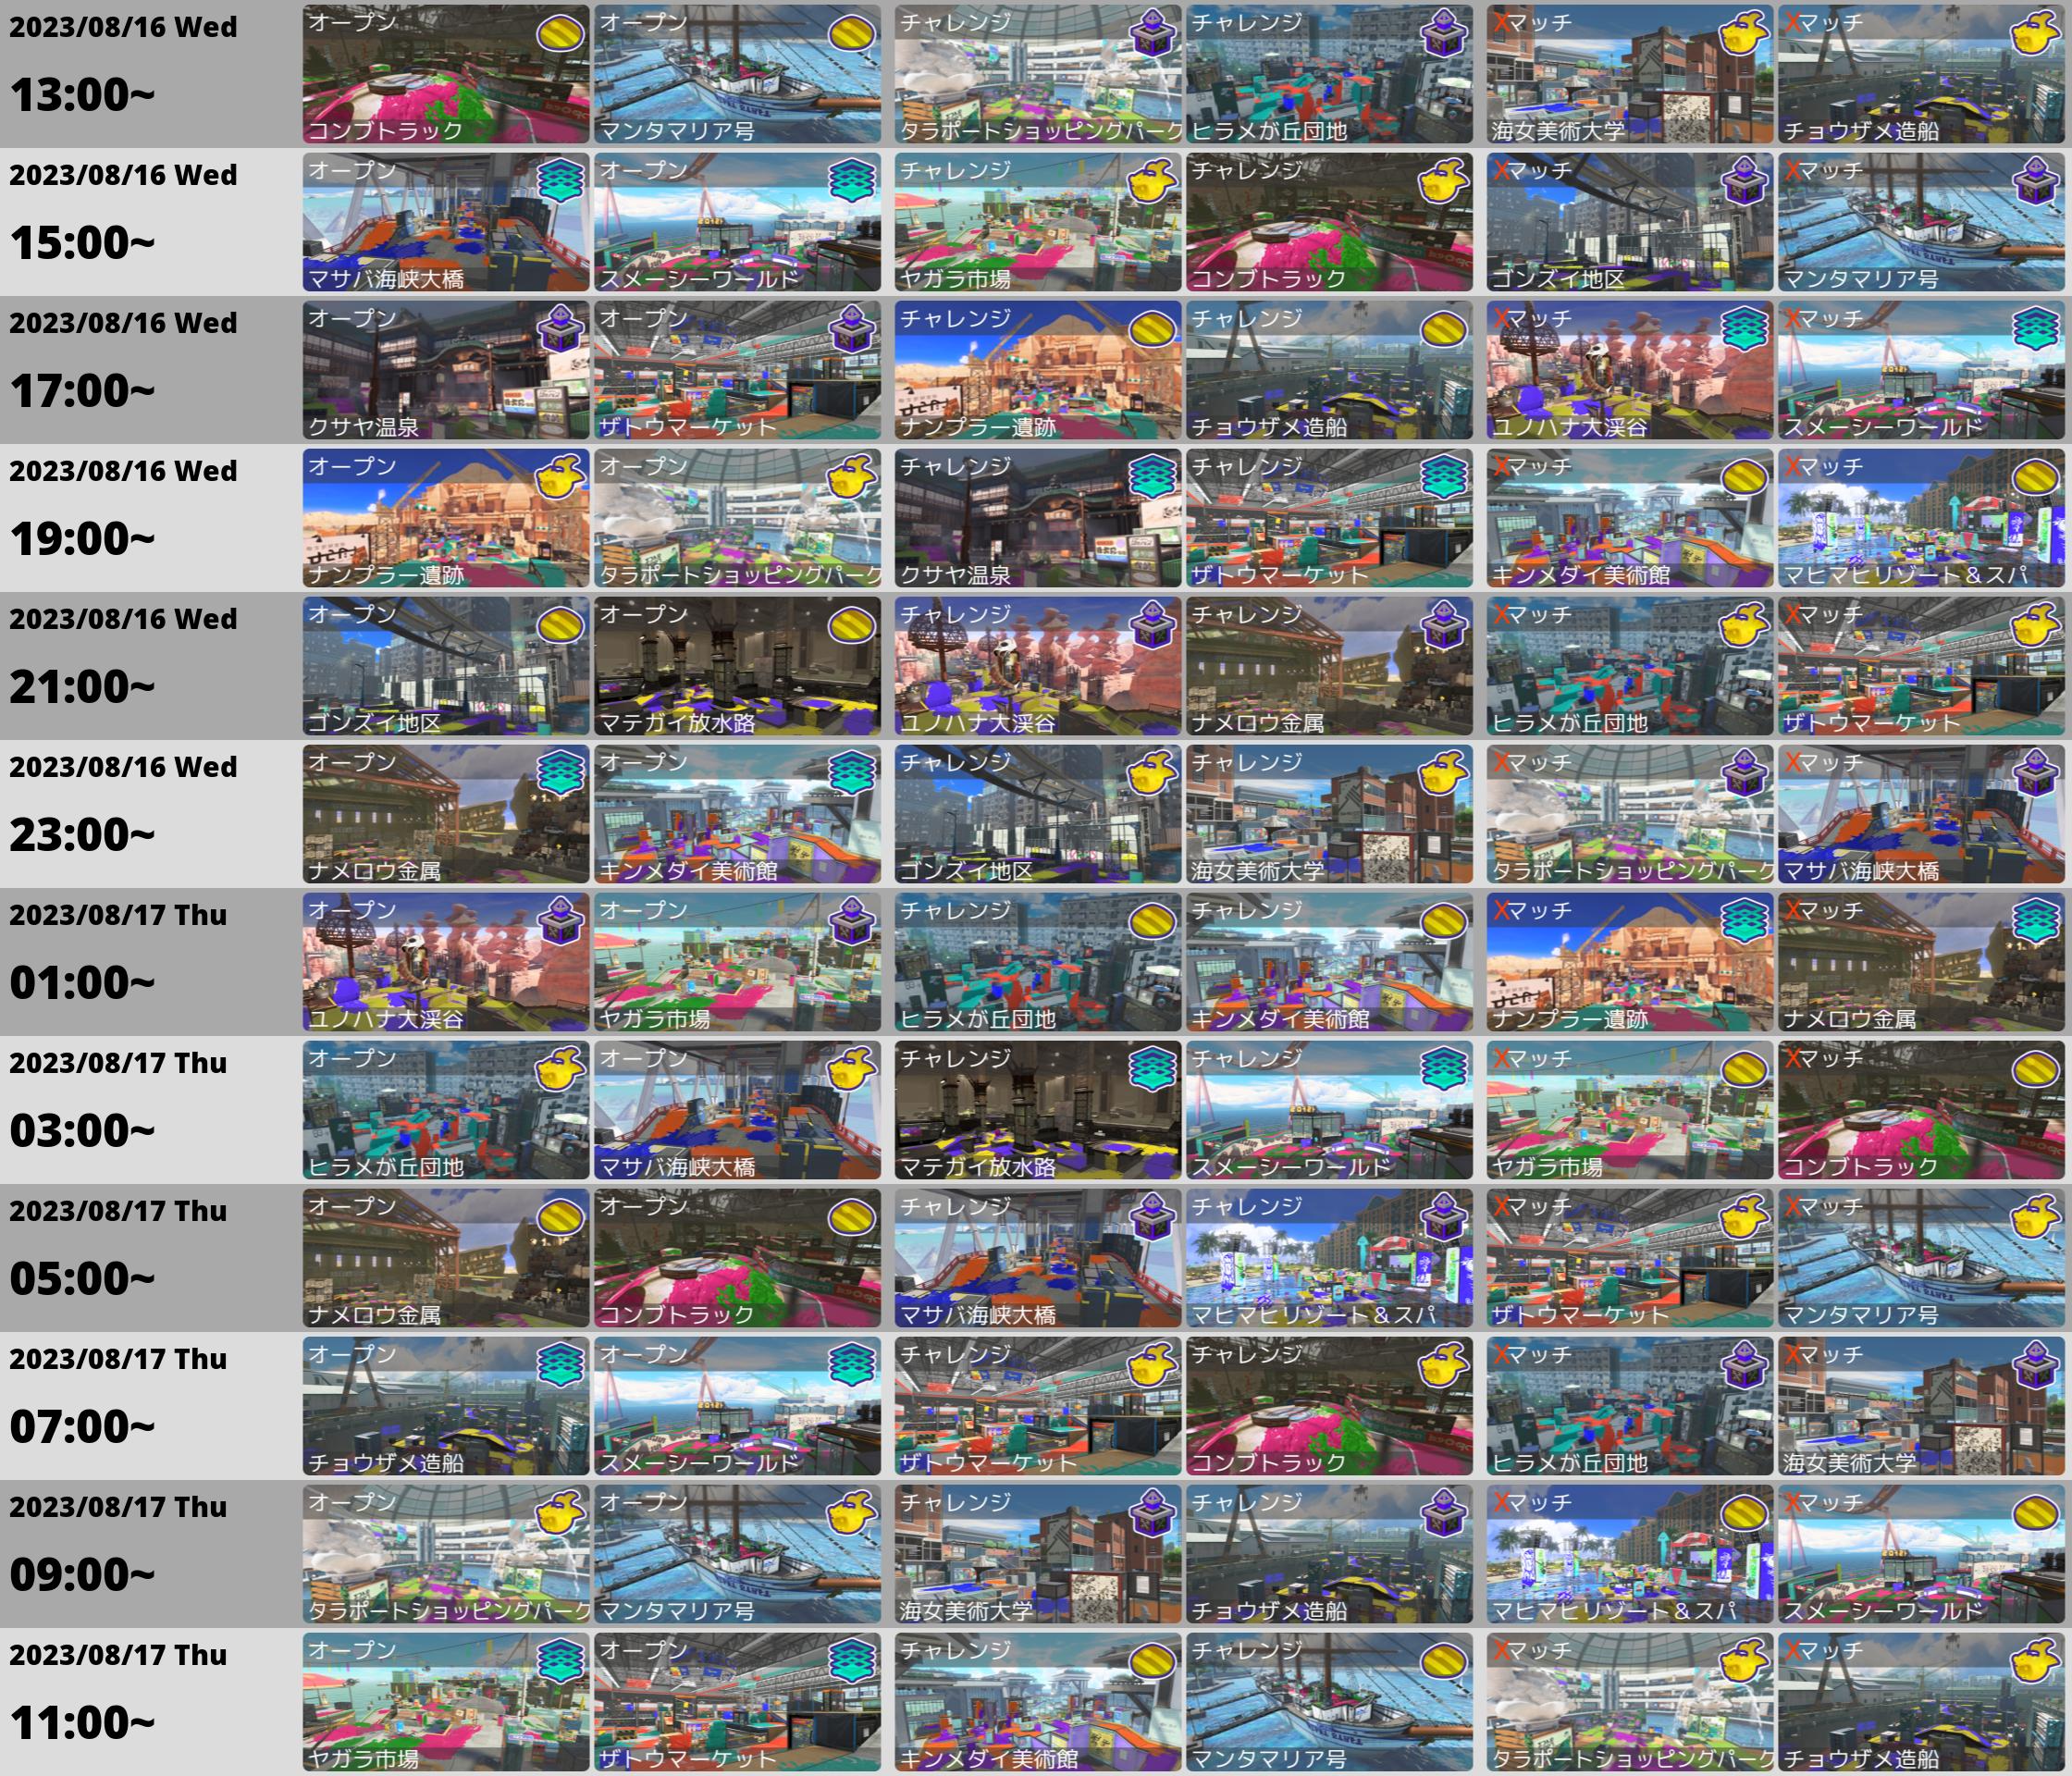 2023/08/16 Wed
13:00~
オープン
コンブトラック
オープン
マンタマリア号
チャレンジ
タラポートショッピングパーク
チャレンジ
ヒラメが丘団地
Xマッチ
海女美術大学
Xマッチ
チョウザメ造船
2023/08/16 Wed
15:00~
オープン
マサバ海峡大橋
オープン
スメーシーワールド
チャレンジ
ヤガラ市場
チャレンジ
コンブトラック
Xマッチ
ゴンズイ地区
Xマッチ
マンタマリア号
2023/08/16 Wed
17:00~
オープン
クサヤ温泉
オープン
ザトウマーケット
チャレンジ
ナンプラー遺跡
チャレンジ
チョウザメ造船
Xマッチ
ユノハナ大渓谷
Xマッチ
スメーシーワールド
2023/08/16 Wed
19:00~
オープン
ナンプラー遺跡
オープン
タラポートショッピングパーク
チャレンジ
クサヤ温泉
チャレンジ
ザトウマーケット
Xマッチ
キンメダイ美術館
Xマッチ
マヒマヒリゾート＆スパ
2023/08/16 Wed
21:00~
オープン
ゴンズイ地区
オープン
マテガイ放水路
チャレンジ
ユノハナ大渓谷
チャレンジ
ナメロウ金属
Xマッチ
ヒラメが丘団地
Xマッチ
ザトウマーケット
2023/08/16 Wed
23:00~
オープン
ナメロウ金属
オープン
キンメダイ美術館
チャレンジ
ゴンズイ地区
チャレンジ
海女美術大学
Xマッチ
タラポートショッピングパーク
Xマッチ
マサバ海峡大橋
2023/08/17 Thu
01:00~
オープン
ユノハナ大渓谷
オープン
ヤガラ市場
チャレンジ
ヒラメが丘団地
チャレンジ
キンメダイ美術館
Xマッチ
ナンプラー遺跡
Xマッチ
ナメロウ金属
2023/08/17 Thu
03:00~
オープン
ヒラメが丘団地
オープン
マサバ海峡大橋
チャレンジ
マテガイ放水路
チャレンジ
スメーシーワールド
Xマッチ
ヤガラ市場
Xマッチ
コンブトラック
2023/08/17 Thu
05:00~
オープン
ナメロウ金属
オープン
コンブトラック
チャレンジ
マサバ海峡大橋
チャレンジ
マヒマヒリゾート＆スパ
Xマッチ
ザトウマーケット
Xマッチ
マンタマリア号
2023/08/17 Thu
07:00~
オープン
チョウザメ造船
オープン
スメーシーワールド
チャレンジ
ザトウマーケット
チャレンジ
コンブトラック
Xマッチ
ヒラメが丘団地
Xマッチ
海女美術大学
2023/08/17 Thu
09:00~
オープン
タラポートショッピングパーク
オープン
マンタマリア号
チャレンジ
海女美術大学
チャレンジ
チョウザメ造船
Xマッチ
マヒマヒリゾート＆スパ
Xマッチ
スメーシーワールド
2023/08/17 Thu
11:00~
オープン
ヤガラ市場
オープン
ザトウマーケット
チャレンジ
キンメダイ美術館
チャレンジ
マンタマリア号
Xマッチ
タラポートショッピングパーク
Xマッチ
チョウザメ造船